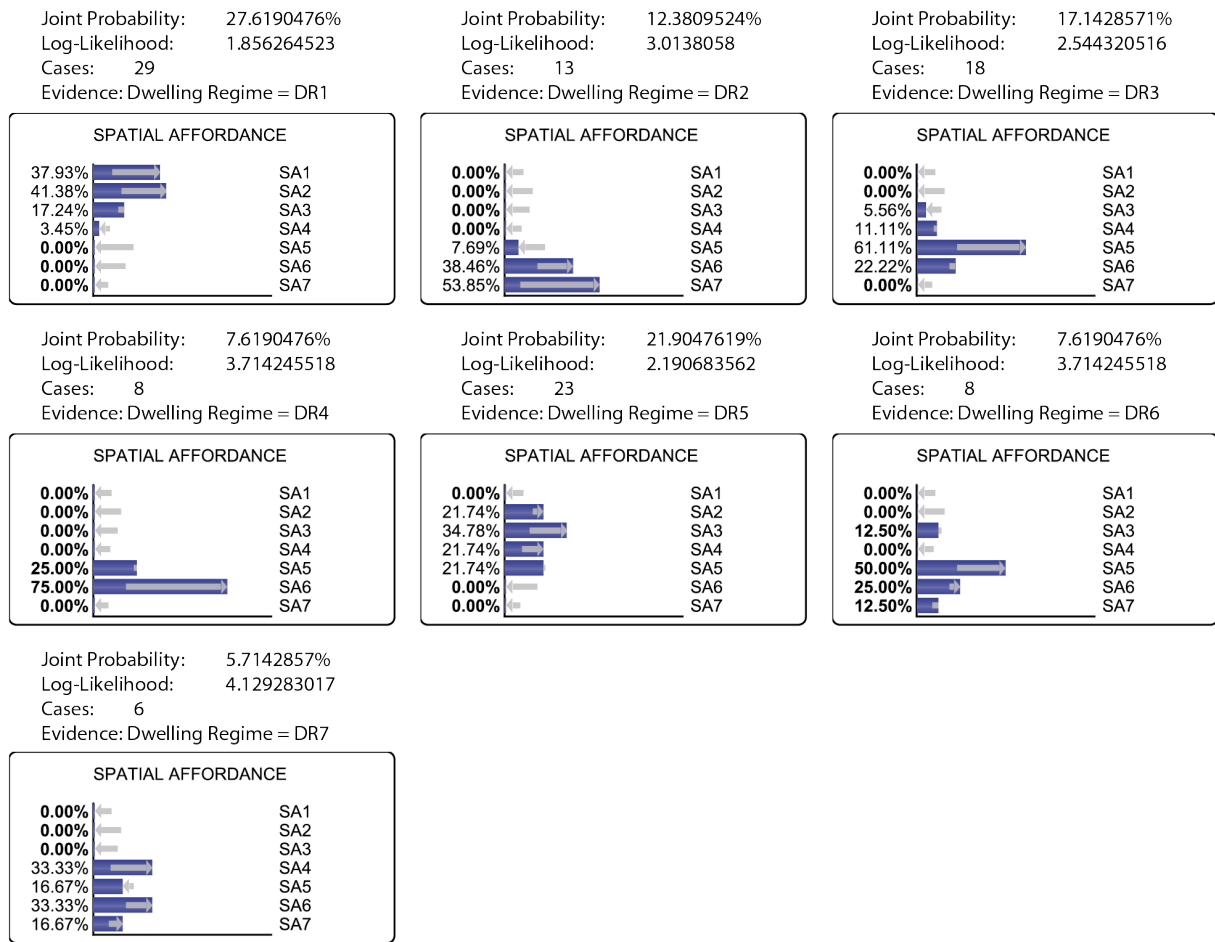 Joint Probability: 27.6190476%
Log-Likelihood: 1.856264523
Cases: 29
Evidence: Dwelling Regime = DR1
SPATIAL AFFORDANCE
37.93% SA1
41.38% SA2
17.24% SA3
3.45% SA4
0.00% SA5
0.00% SA6
0.00% SA7
Joint Probability: 12.3809524%
Log-Likelihood: 3.0138058
Cases: 13
Evidence: Dwelling Regime = DR2
SPATIAL AFFORDANCE
0.00% SA1
0.00% SA2
0.00% SA3
0.00% SA4
7.69% SA5
38.46% SA6
53.85% SA7
Joint Probability: 17.1428571%
Log-Likelihood: 2.544320516
Cases: 18
Evidence: Dwelling Regime = DR3
SPATIAL AFFORDANCE
0.00% SA1
0.00% SA2
5.56% SA3
11.11% SA4
61.11% SA5
22.22% SA6
0.00% SA7
Joint Probability: 7.6190476%
Log-Likelihood: 3.714245518
Cases: 8
Evidence: Dwelling Regime = DR4
SPATIAL AFFORDANCE
0.00% SA1
0.00% SA2
0.00% SA3
0.00% SA4
25.00% SA5
75.00% SA6
0.00% SA7
Joint Probability: 21.9047619%
Log-Likelihood: 2.190683562
Cases: 23
Evidence: Dwelling Regime = DR5
SPATIAL AFFORDANCE
0.00% SA1
21.74% SA2
34.78% SA3
21.74% SA4
21.74% SA5
0.00% SA6
0.00% SA7
Joint Probability: 7.6190476%
Log-Likelihood: 3.714245518
Cases: 8
Evidence: Dwelling Regime = DR6
SPATIAL AFFORDANCE
0.00% SA1
0.00% SA2
12.50% SA3
0.00% SA4
50.00% SA5
25.00% SA6
12.50% SA7
Joint Probability: 5.7142857%
Log-Likelihood: 4.129283017
Cases: 6
Evidence: Dwelling Regime = DR7
SPATIAL AFFORDANCE
0.00% SA1
0.00% SA2
0.00% SA3
33.33% SA4
16.67% SA5
33.33% SA6
16.67% SA7